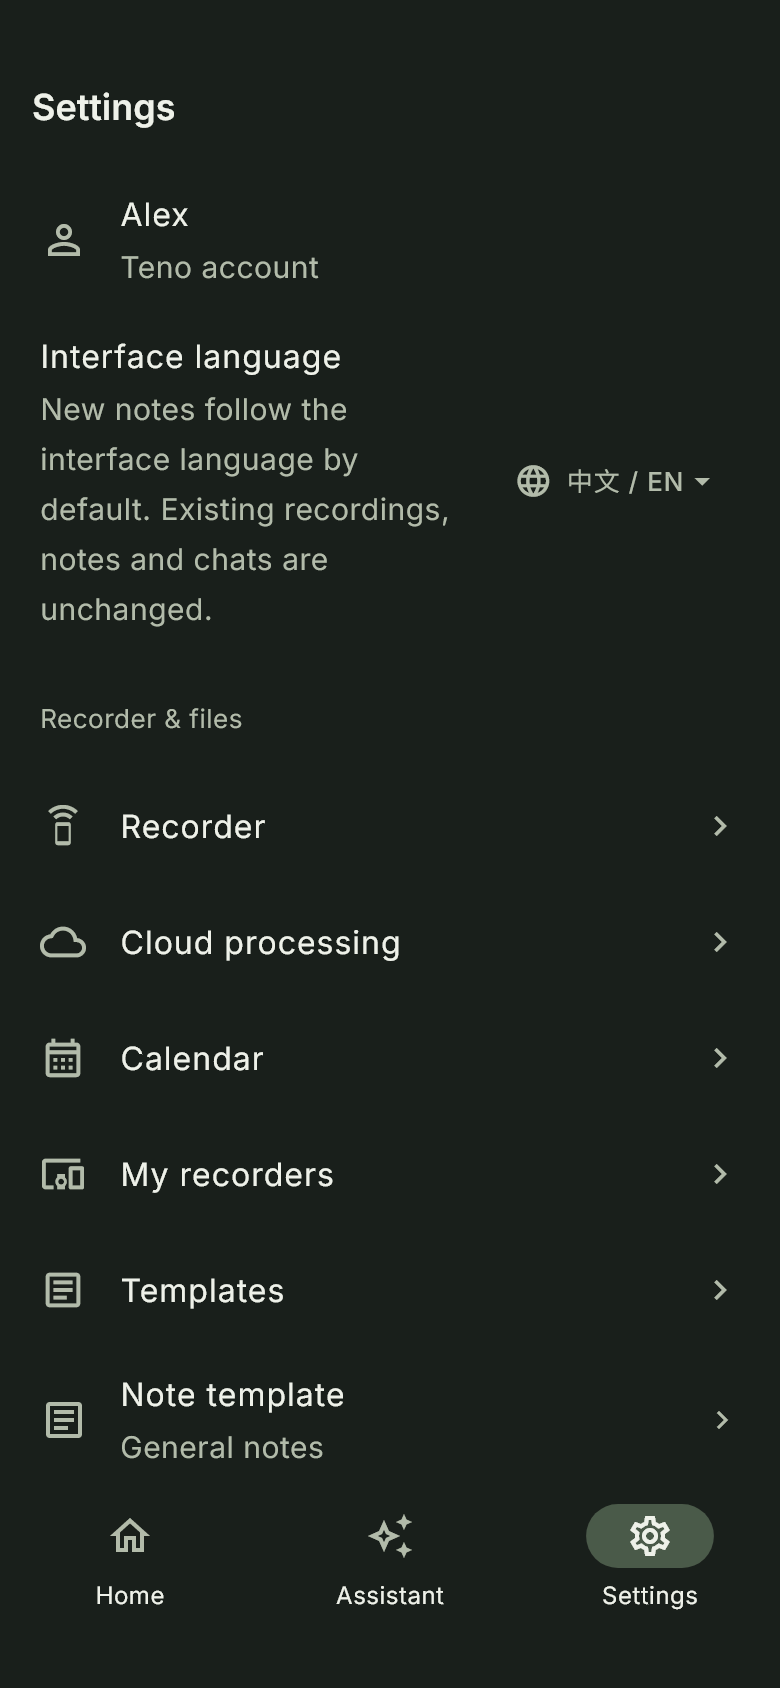 Settings
Alex
Teno account
Interface language
New notes follow the
interface language by
default. Existing recordings,
notes and chats are
unchanged.
中文 / EN
Recorder & files
Recorder
Cloud processing
Calendar
My recorders
Templates
Note template
General notes
Home
Assistant
Settings